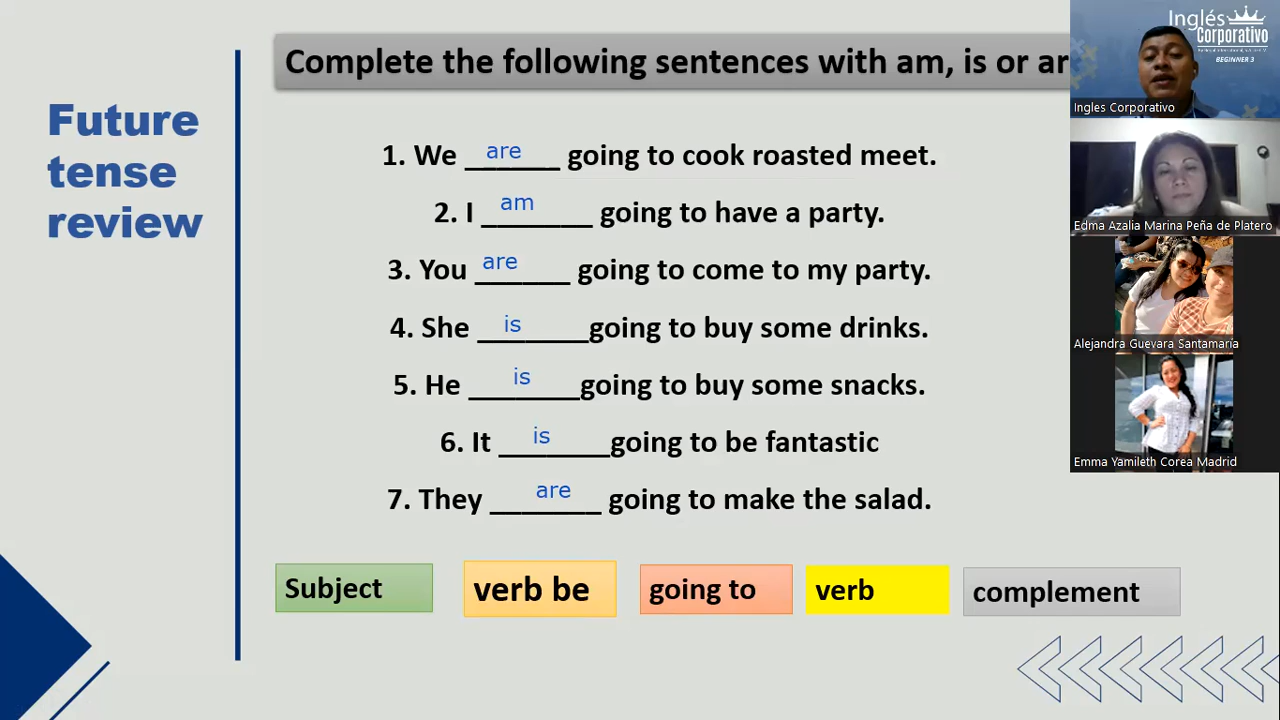 Complete the following sentences with am, is or ar
Future
tense
review
1. We are going to cook roasted meet.
2. I am going to have a party.
3. You are going to come to my party.
4. She is going to buy some drinks.
5. He is going to buy some snacks.
6. It is going to be fantastic
7. They are going to make the salad.
Subject
verb be
going to
verb
complement
Inglés
Corporativo
BEGINNER 3
Ingles Corporativo
Edma Azalia Marina Peña de Platero
Alejandra Guevara Santamaría
Emma Yamileth Corea Madrid